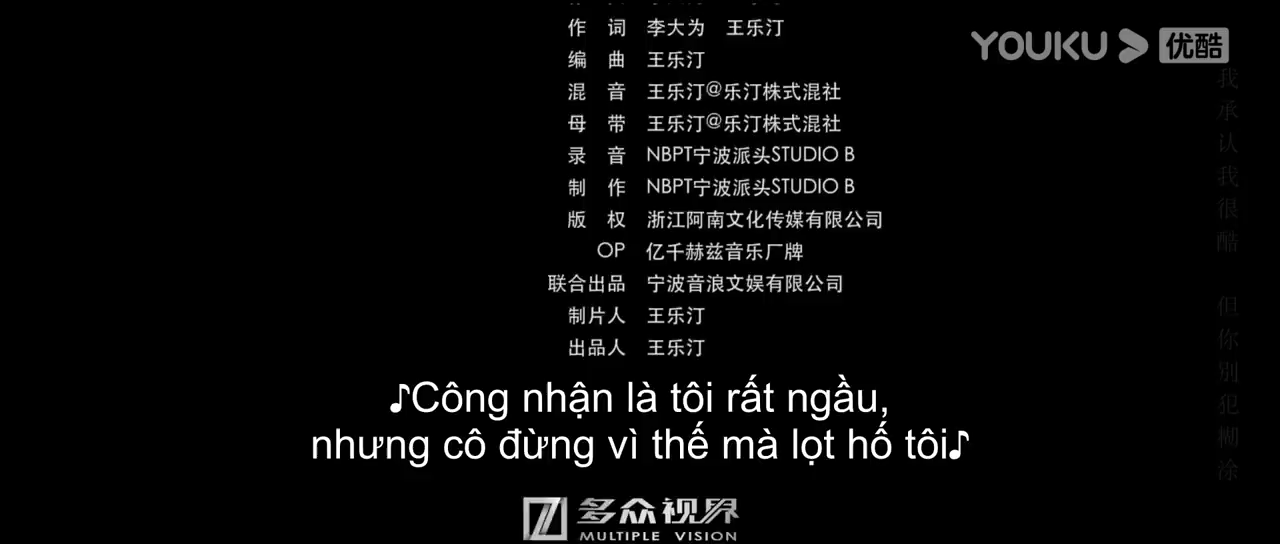 作 词 李大为 王乐汀
编 曲 王乐汀
混 音 王乐汀@乐汀株式混社
母 带 王乐汀@乐汀株式混社
录 音 NBPT宁波派头STUDIO B
制 作 NBPT宁波派头STUDIO B
版 权 浙江阿南文化传媒有限公司
OP 亿千赫兹音乐厂牌
联合出品 宁波音浪文娱有限公司
制片人 王乐汀
出品人 王乐汀
YOUKU 优酷
我承认我很酷 但你别犯糊涂
♪Công nhận là tôi rất ngầu,
nhưng cô đừng vì thế mà lọt hố tôi♪
多众视界
MULTIPLE VISION